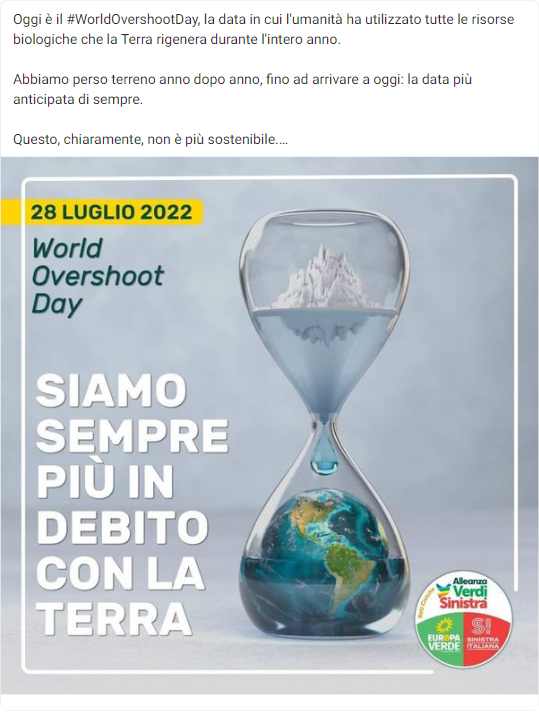 Oggi è il #WorldOvershootDay, la data in cui l'umanità ha utilizzato tutte le risorse
biologiche che la Terra rigenera durante l'intero anno.
Abbiamo perso terreno anno dopo anno, fino ad arrivare a oggi: la data più
anticipata di sempre.
Questo, chiaramente, non è più sostenibile....
28 LUGLIO 2022
World
Overshoot
Day
SIAMO
SEMPRE
PIÙ IN
DEBITO
CON LA
TERRA
Alleanza
Verdi
Sinistra
Reti Civiche
EUROPA
VERDE
S!
SINISTRA
ITALIANA